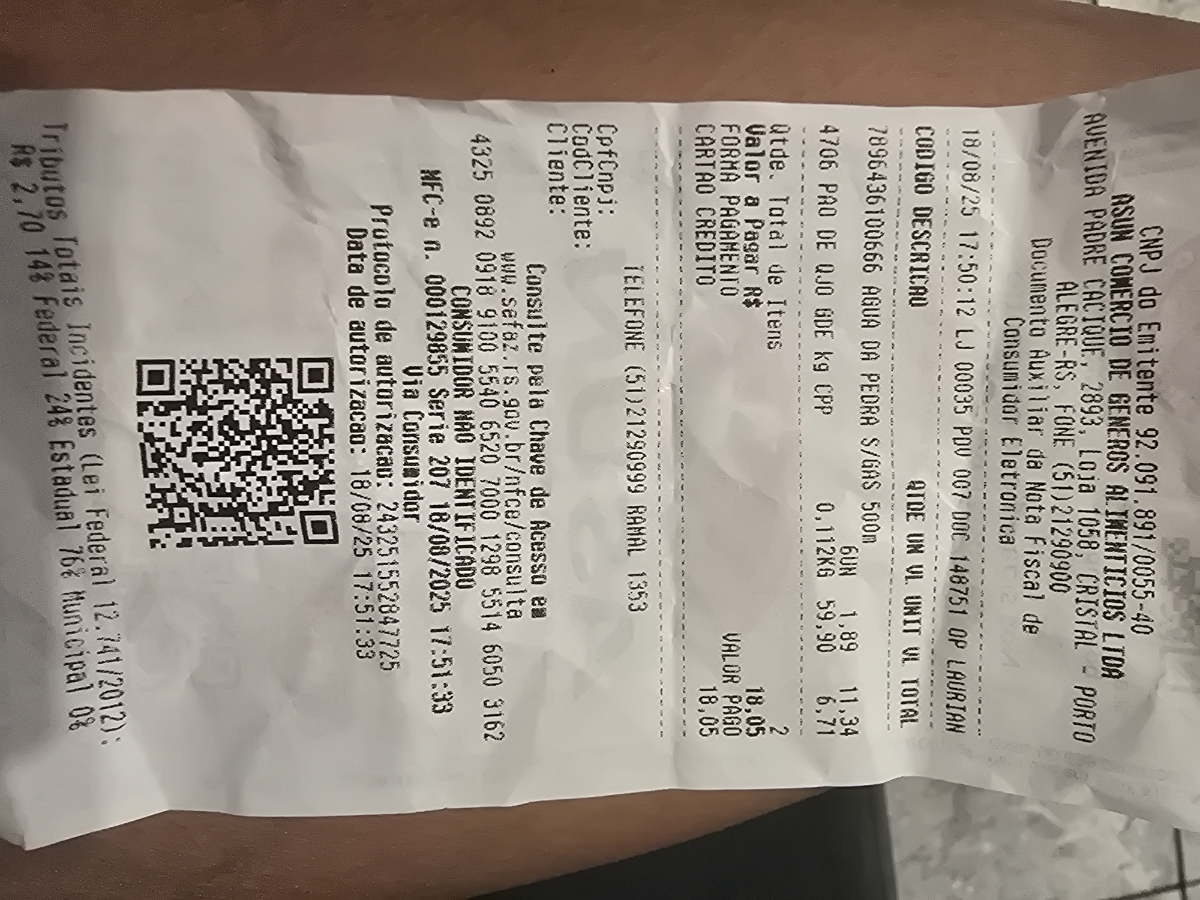 CNPJ do Emitente 92.091.891/0055-40
ASUN COMERCIO DE GENEROS ALIMENTICIOS LTDA
AVENIDA PADRE CACIQUE, 2893, Loja 1058 CRISTAL - PORTO
ALEGRE-RS, FONE (51)21290900
Documento Auxiliar da Nota Fiscal de
Consumidor Eletronica
18/08/25 17:50:12 LJ 00035 PDV 007 DOC 148751 OP LAURIAN
CODIGO DESCRICAO QTDE UN VL UNIT VL TOTAL
7896436100666 AGUA DA PEDRA S/GAS 500m
6UN 1,89 11,34
4706 PAO DE QJO GDE kg CPP 0,112KG 59,90 6,71
Qtde. Total de Itens 2
Valor a Pagar R$ 18,05
FORMA PAGAMENTO VALOR PAGO
CARTAO CREDITO 18,05
TELEFONE (51)21290999 RAMAL 1353
CpfCnpj:
CodCliente:
Cliente:
Consulte pela Chave de Acesso em
www.sefaz.rs.gov.br/nfce/consulta
4325 0892 0918 9100 5540 6520 7000 1298 5514 6050 3162
CONSUMIDOR NAO IDENTIFICADO
NFC-e n. 000129855 Serie 207 18/08/2025 17:51:33
Via Consumidor
Protocolo de autorizacao: 243251552847725
Data de autorizacao: 18/08/25 17:51:33
Tributos Totais Incidentes (Lei Federal 12.741/2012):
R$ 2,70 14% Federal 24% Estadual 76% Municipal 0%